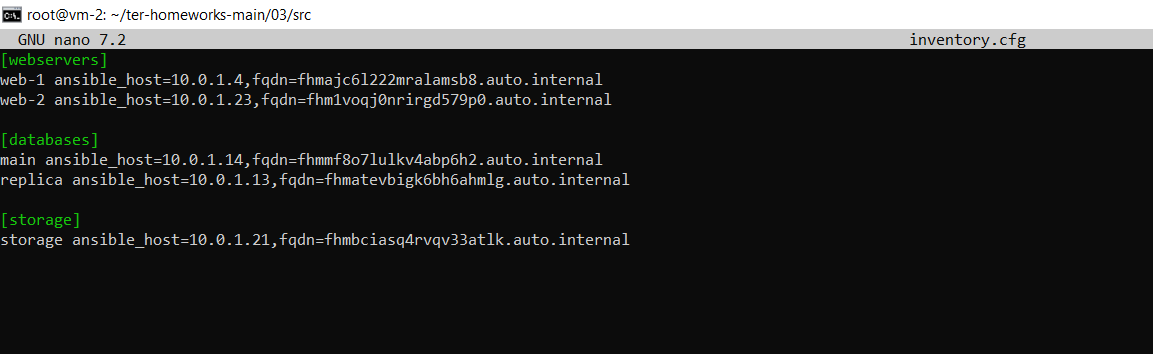 root@vm-2: ~/ter-homeworks-main/03/src
GNU nano 7.2 inventory.cfg
[webservers]
web-1 ansible_host=10.0.1.4,fqdn=fhmajc6l222mralamsb8.auto.internal
web-2 ansible_host=10.0.1.23,fqdn=fhm1voqj0nrirgd579p0.auto.internal
[databases]
main ansible_host=10.0.1.14,fqdn=fhmmf8o7lulkv4abp6h2.auto.internal
replica ansible_host=10.0.1.13,fqdn=fhmatevbigk6bh6ahmlg.auto.internal
[storage]
storage ansible_host=10.0.1.21,fqdn=fhmbciasq4rvqv33atlk.auto.internal